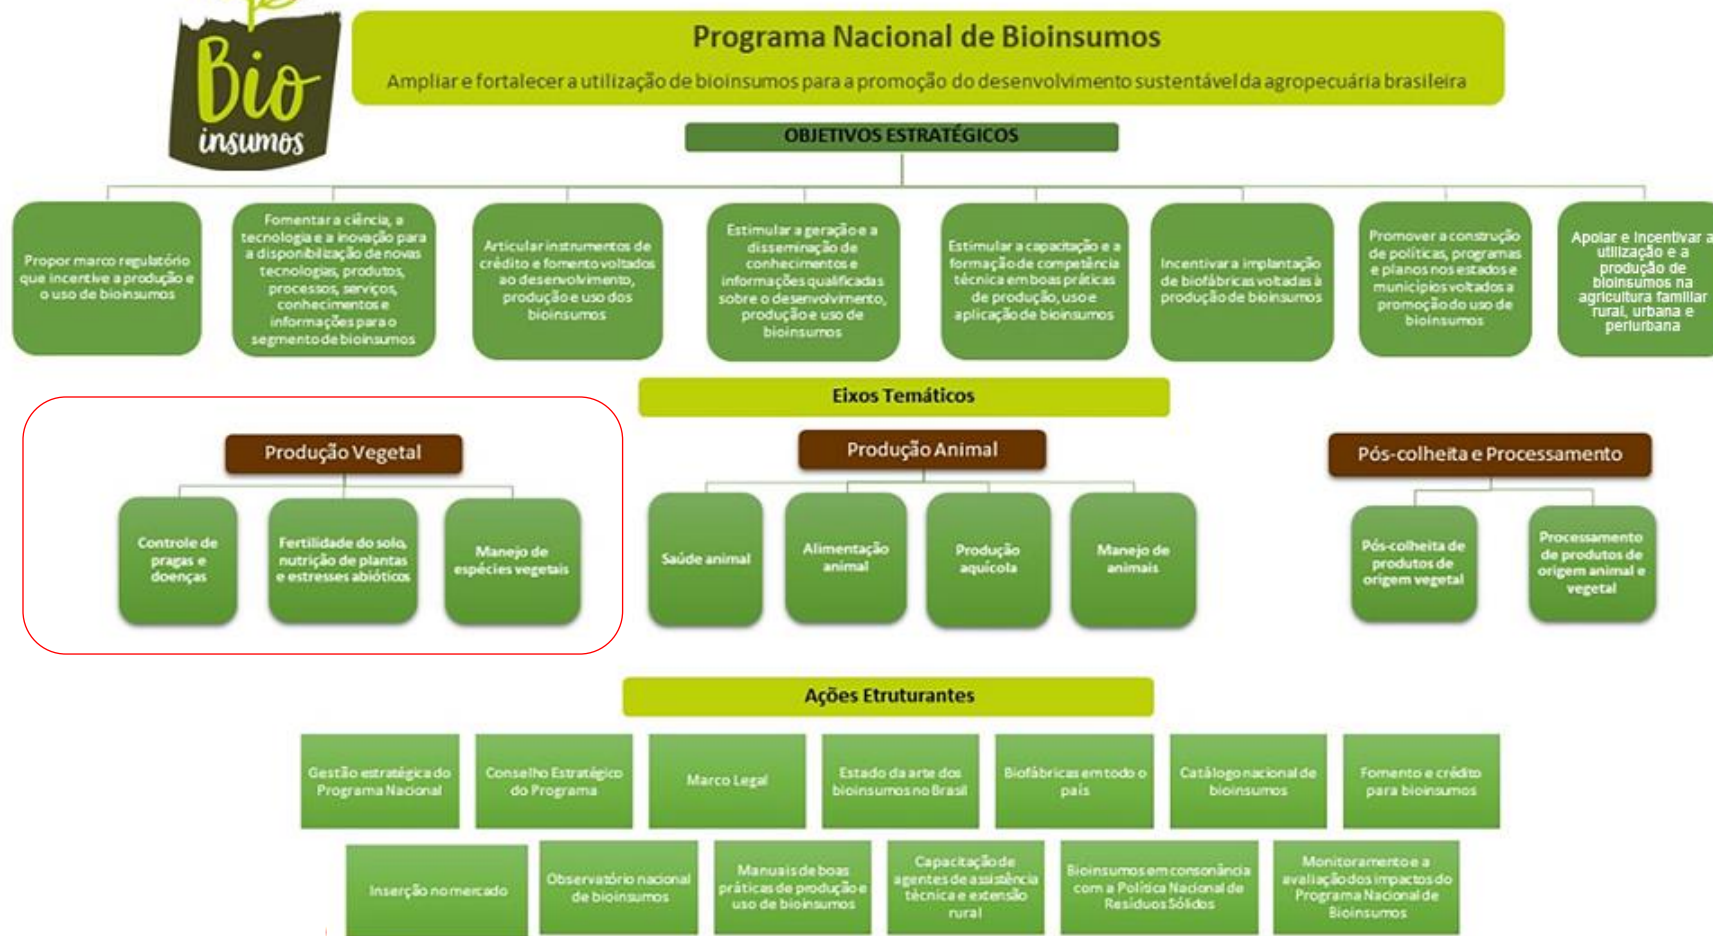 Bio
insumos
Programa Nacional de Bioinsumos
Ampliar e fortalecer a utilização de bioinsumos para a promoção do desenvolvimento sustentável da agropecuária brasileira
OBJETIVOS ESTRATÉGICOS
Propor marco regulatório
que incentive a produção e
o uso de bioinsumos
Fomentar a ciência, a
tecnologia e a inovação para
a disponibilização de novas
tecnologias, produtos,
processos, serviços,
conhecimentos e
informações para o
segmento de bioinsumos
Articular instrumentos de
crédito e fomento voltados
ao desenvolvimento,
produção e uso dos
bioinsumos
Estimular a geração e a
disseminação de
conhecimentos e
informações qualificadas
sobre o desenvolvimento,
produção e uso de
bioinsumos
Estimular a capacitação e a
formação de competência
técnica em boas práticas
de produção, uso e
aplicação de bioinsumos
Incentivar a implantação
de biofábricas voltadas à
produção de bioinsumos
Promover a construção
de políticas, programas
e planos nos estados e
municípios voltados a
promoção do uso de
bioinsumos
Apoiar e incentivar a
utilização e a
produção de
bioinsumos na
agricultura familiar
rural, urbana e
periurbana
Eixos Temáticos
Produção Vegetal
Controle de
pragas e
doenças
Fertilidade do solo,
nutrição de plantas
e estresses abióticos
Manejo de
espécies vegetais
Produção Animal
Saúde animal
Alimentação
animal
Produção
aquícola
Manejo de
animais
Pós-colheita e Processamento
Pós-colheita de
produtos de
origem vegetal
Processamento
de produtos de
origem animal e
vegetal
Ações Etruturantes
Gestão estratégica do
Programa Nacional
Conselho Estratégico
do Programa
Marco Legal
Estado da arte dos
bioinsumos no Brasil
Biofábricas em todo o
país
Catálogo nacional de
bioinsumos
Fomento e crédito
para bioinsumos
Inserção no mercado
Observatório nacional
de bioinsumos
Manuais de boas
práticas de produção e
uso de bioinsumos
Capacitação de
agentes de assistência
técnica e extensão
rural
Bioinsumos em consonância
com a Política Nacional de
Resíduos Sólidos
Monitoramento e a
avaliação dos impactos do
Programa Nacional de
Bioinsumos